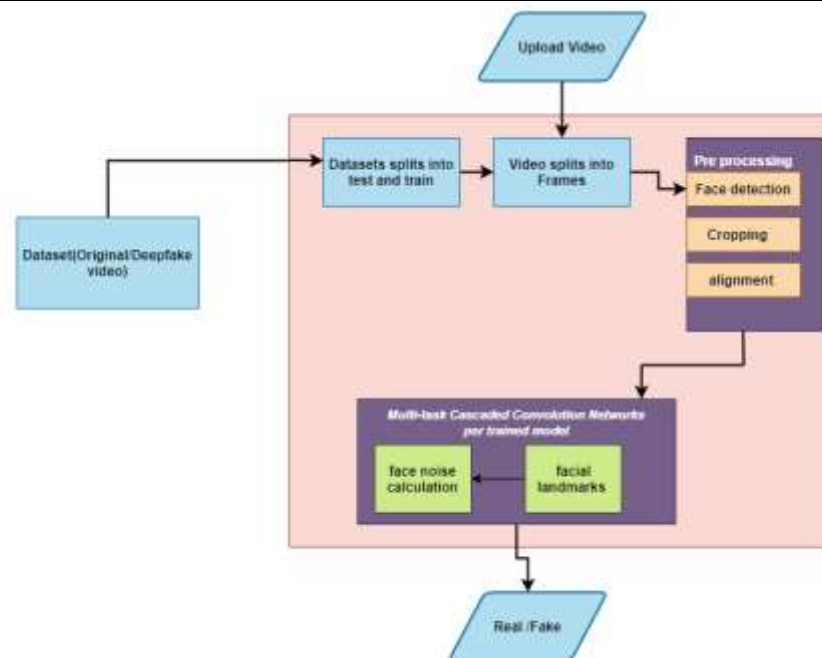 Upload Video
Datasets splits into
test and train
Video splits into
Frames
Pre processing
Face detection
Cropping
alignment
Dataset(Original/Deepfake
video)
Multi-task Cascaded Convolution Networks
per trained model
face noise
calculation
facial
landmarks
Real /Fake